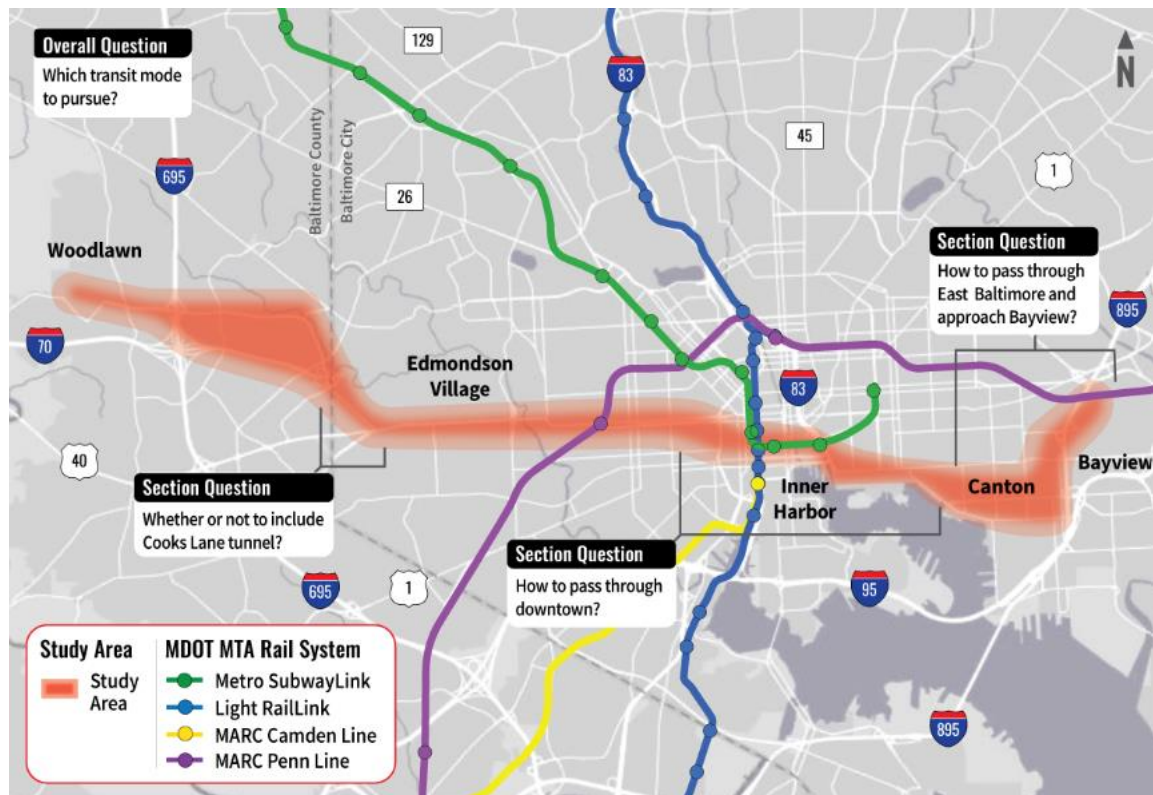 Overall Question
Which transit mode
to pursue?
129
83
N
45
695
Baltimore County
Baltimore City
26
1
Woodlawn
Section Question
How to pass through
East Baltimore and
approach Bayview?
895
70
Edmondson
Village
83
40
Section Question
Whether or not to include
Cooks Lane tunnel?
Inner
Harbor
Canton
Bayview
Section Question
How to pass through
downtown?
695
1
95
895
Study Area
Study
Area
MDOT MTA Rail System
Metro SubwayLink
Light RailLink
MARC Camden Line
MARC Penn Line